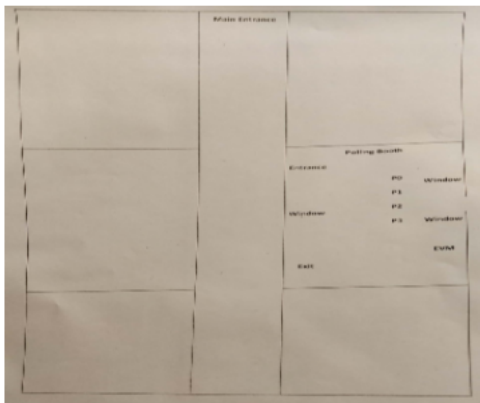 Main Entrance
Polling Booth
Entrance
P0
Window
P1
P2
Window
P3
Window
EVM
Exit